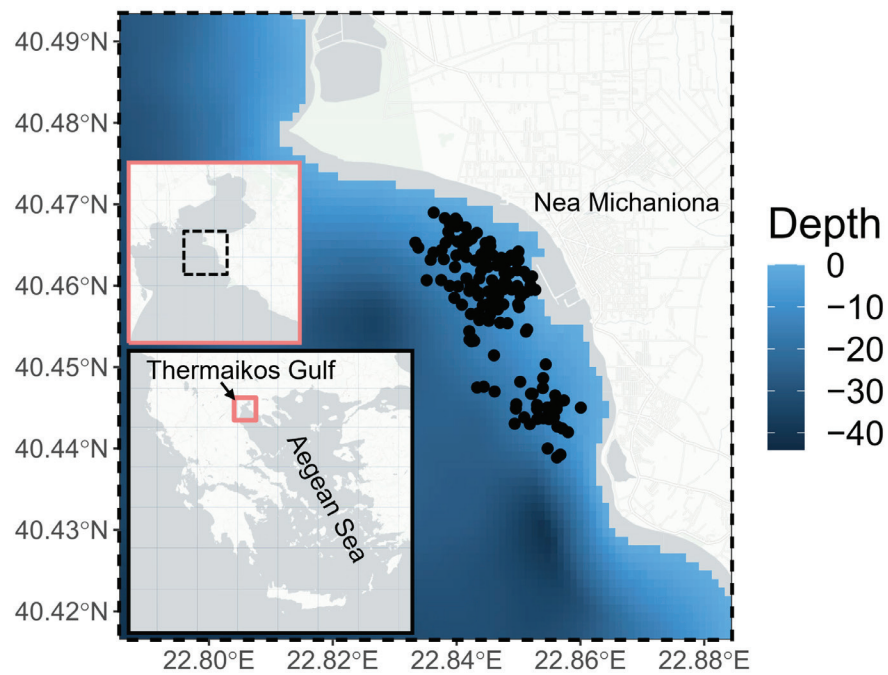 40.49°N
40.48°N
40.47°N
40.46°N
40.45°N
40.44°N
40.43°N
40.42°N
22.80°E
22.82°E
22.84°E
22.86°E
22.88°E
Nea Michaniona
Thermaikos Gulf
Aegean Sea
Depth
0
−10
−20
−30
−40